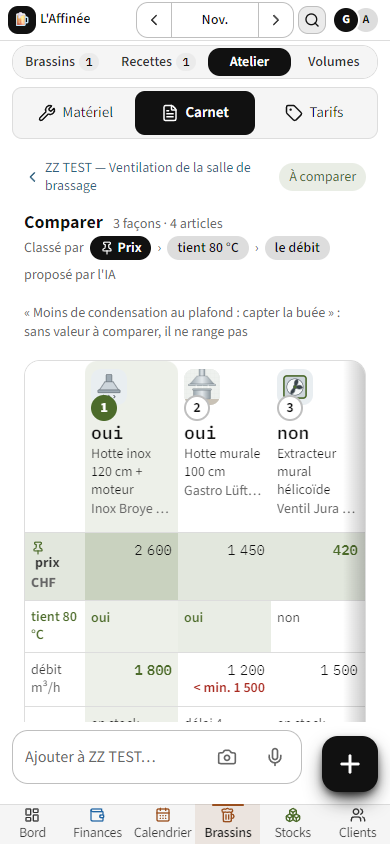 L'Affinée
Nov.
G
A
Brassins 1
Recettes 1
Atelier
Volumes
Matériel
Carnet
Tarifs
ZZ TEST — Ventilation de la salle de
brassage
À comparer
Comparer 3 façons · 4 articles
Classé par Prix › tient 80 °C › le débit
proposé par l'IA
« Moins de condensation au plafond : capter la buée » :
sans valeur à comparer, il ne range pas
1
2
3
oui
oui
non
Hotte inox
120 cm +
moteur
Inox Broye …
Hotte murale
100 cm
Gastro Lüft…
Extracteur
mural
hélicoïde
Ventil Jura …
prix
CHF
2 600
1 450
420
tient 80
°C
oui
oui
non
débit
m³/h
1 800
1 200
< min. 1 500
1 500
Ajouter à ZZ TEST…
Bord
Finances
Calendrier
Brassins
Stocks
Clients